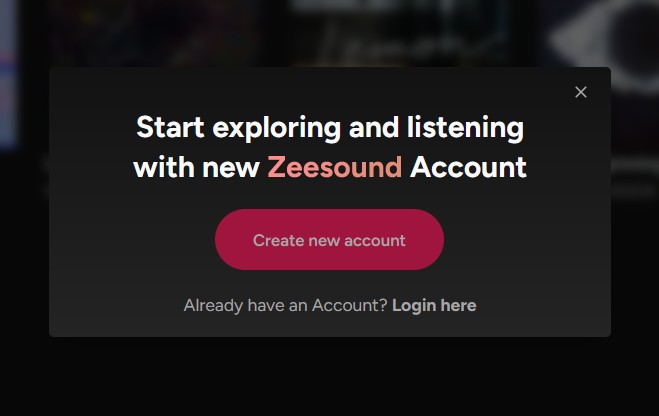 Start exploring and listening
with new Zeesound Account
Create new account
Already have an Account? Login here